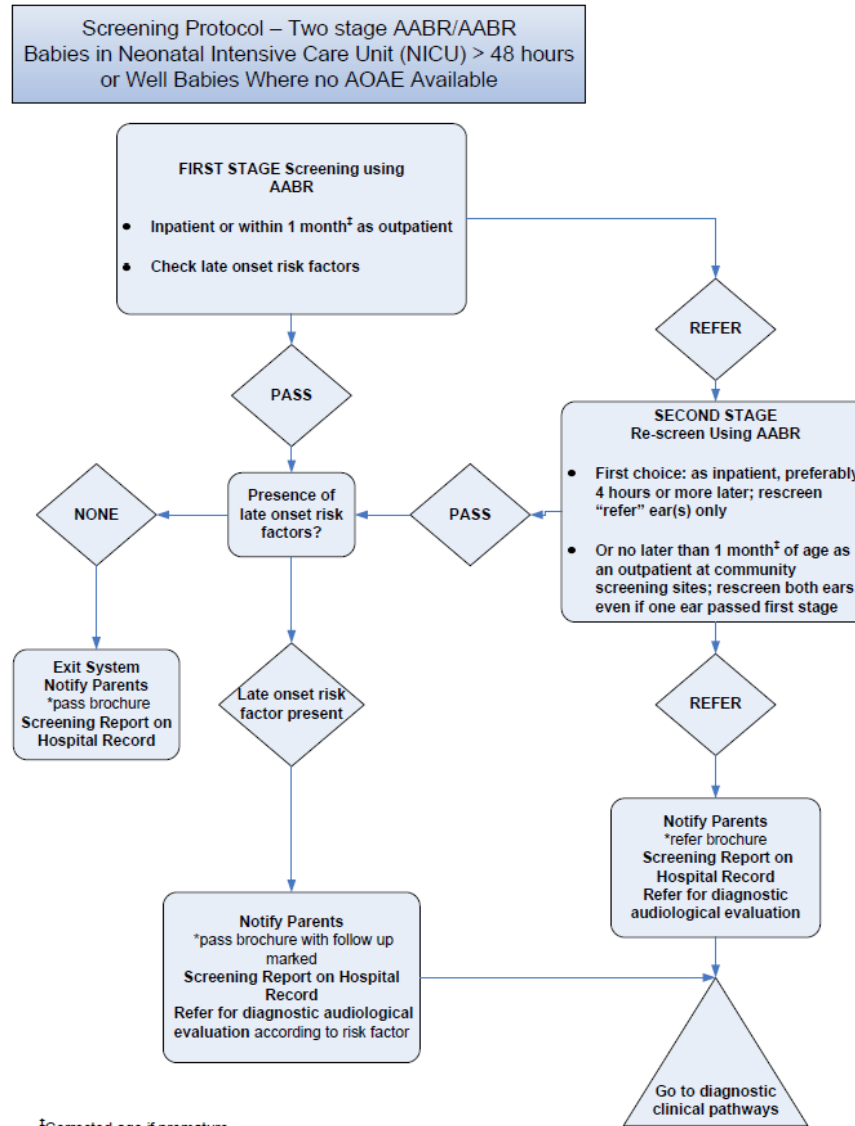 Screening Protocol – Two stage AABR/AABR
Babies in Neonatal Intensive Care Unit (NICU) > 48 hours
or Well Babies Where no AOAE Available
FIRST STAGE Screening using
AABR
• Inpatient or within 1 month‡ as outpatient
• Check late onset risk factors
REFER
PASS
SECOND STAGE
Re-screen Using AABR
• First choice: as inpatient, preferably
4 hours or more later; rescreen
“refer” ear(s) only
• Or no later than 1 month‡ of age as
an outpatient at community
screening sites; rescreen both ears
even if one ear passed first stage
NONE
Presence of
late onset risk
factors?
PASS
Exit System
Notify Parents
*pass brochure
Screening Report on
Hospital Record
Late onset risk
factor present
REFER
Notify Parents
*refer brochure
Screening Report on
Hospital Record
Refer for diagnostic
audiological evaluation
Notify Parents
*pass brochure with follow up
marked
Screening Report on Hospital
Record
Refer for diagnostic audiological
evaluation according to risk factor
Go to diagnostic
clinical pathways
‡Corrected age if premature